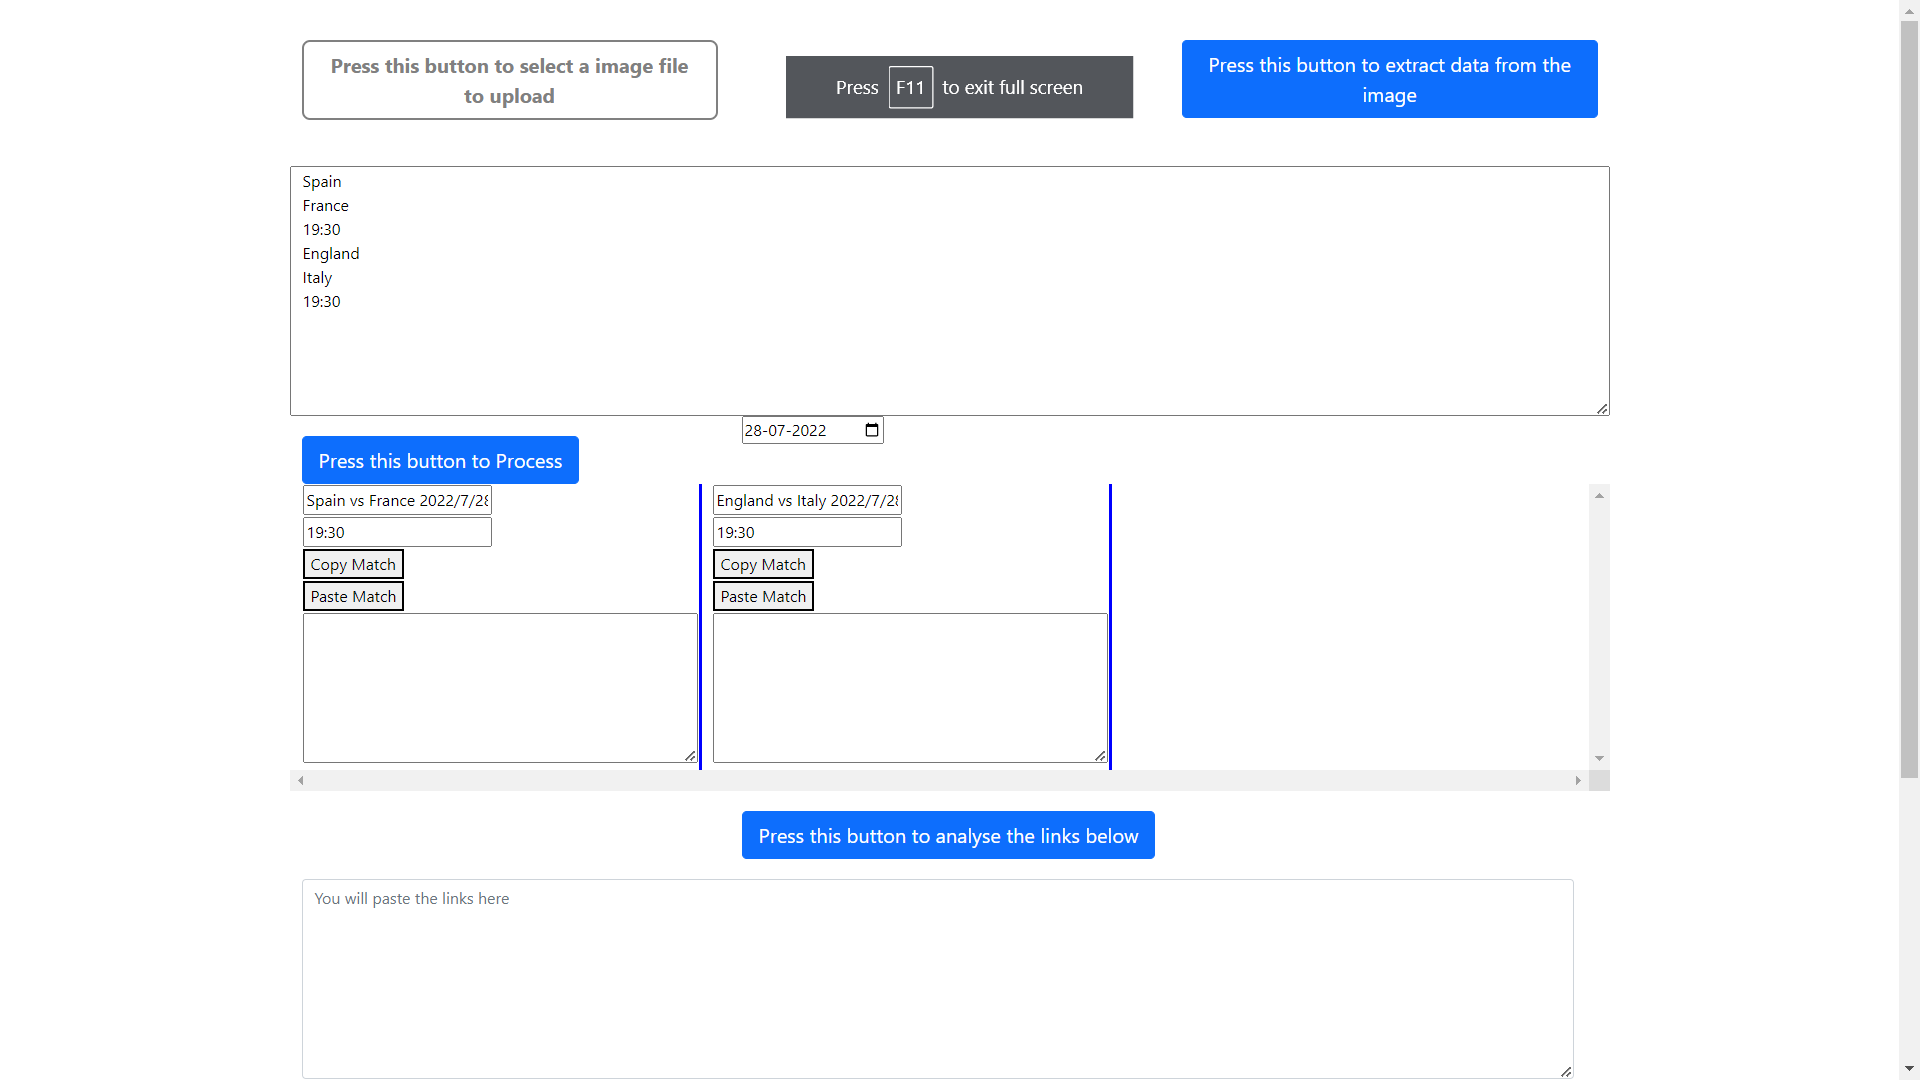 Press this button to select a image file
to upload
Press F11 to exit full screen
Press this button to extract data from the
image
Spain
France
19:30
England
Italy
19:30
28-07-2022
Press this button to Process
Spain vs France 2022/7/28
England vs Italy 2022/7/28
19:30
19:30
Copy Match
Copy Match
Paste Match
Paste Match
Press this button to analyse the links below
You will paste the links here